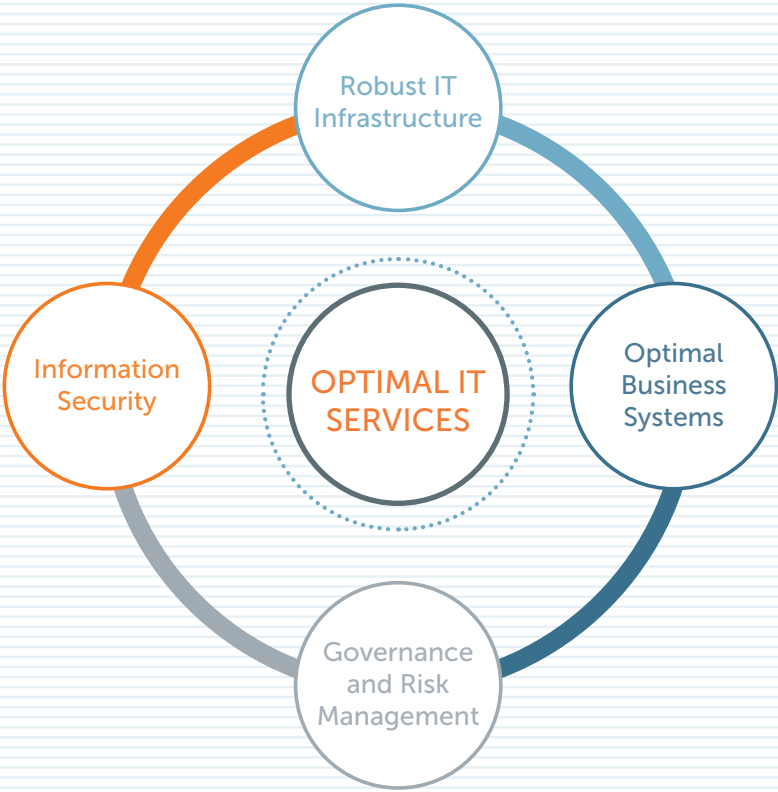 Robust IT
Infrastructure
Information
Security
OPTIMAL IT
SERVICES
Optimal
Business
Systems
Governance
and Risk
Management